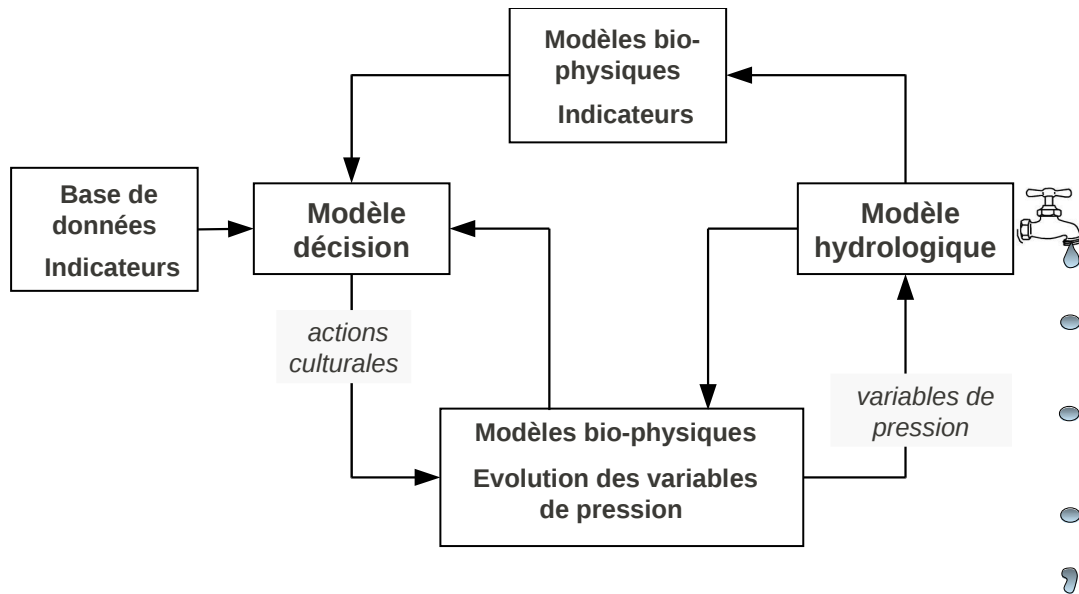 Modèles bio-
physiques
Indicateurs
Base de
données
Indicateurs
Modèle
décision
Modèle
hydrologique
actions
culturales
variables de
pression
Modèles bio-physiques
Evolution des variables
de pression